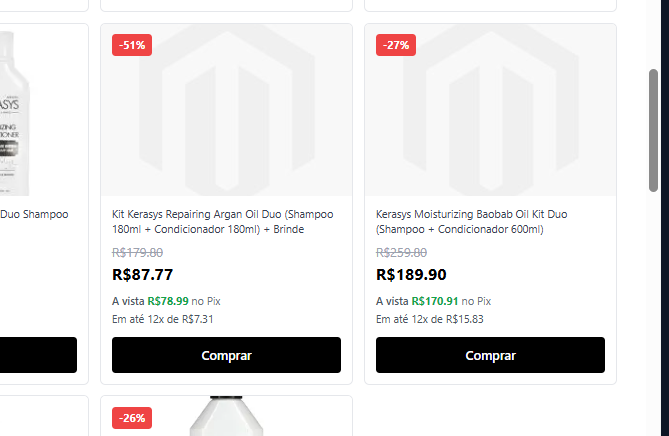 ASYS
ZING
TIONER
Duo Shampoo
-51%
Kit Kerasys Repairing Argan Oil Duo (Shampoo
180ml + Condicionador 180ml) + Brinde
R$179.80
R$87.77
A vista R$78.99 no Pix
Em até 12x de R$7.31
Comprar
-27%
Kerasys Moisturizing Baobab Oil Kit Duo
(Shampoo + Condicionador 600ml)
R$259.80
R$189.90
A vista R$170.91 no Pix
Em até 12x de R$15.83
Comprar
-26%